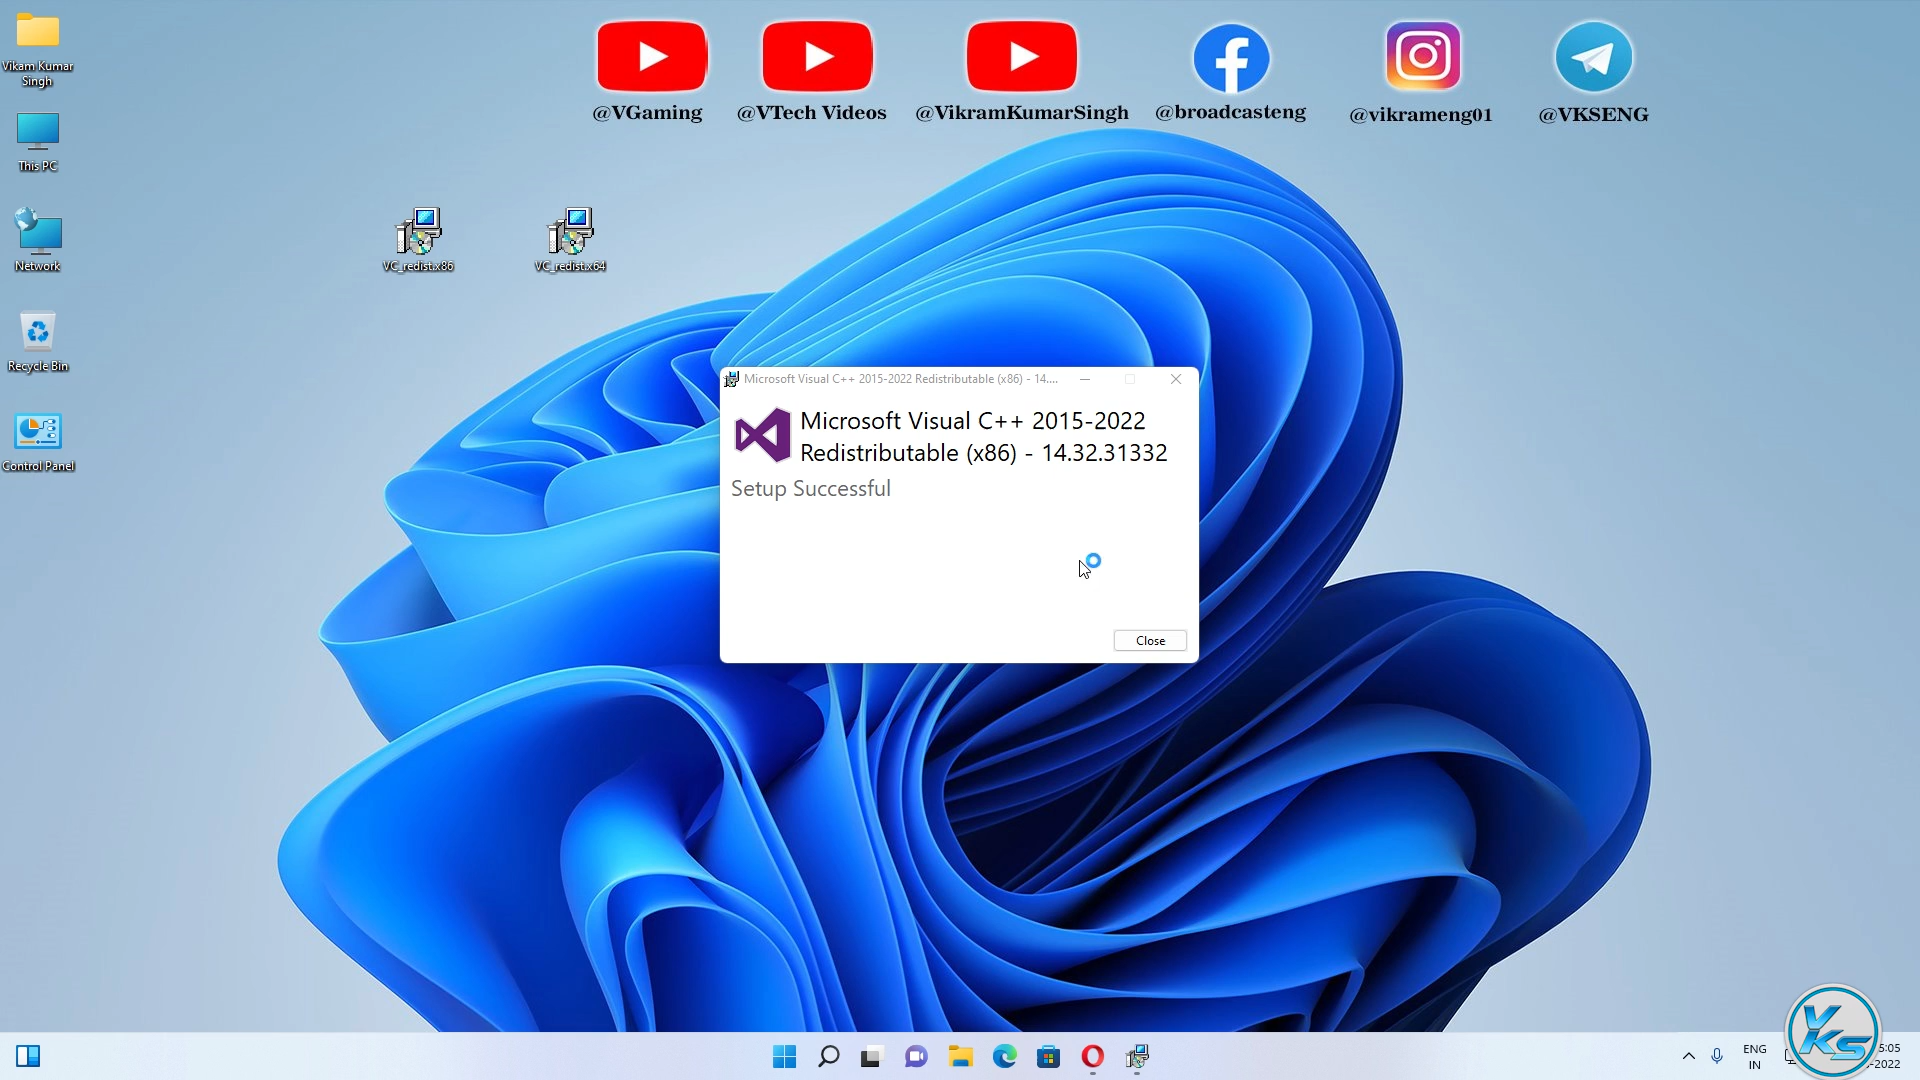 @VGaming
@VTech Videos
@VikramKumarSingh
@broadcasteng
@vikrameng01
@VKSENG
Vikam Kumar
Singh
This PC
Network
Recycle Bin
Control Panel
VC_redist.x86
VC_redist.x64
Microsoft Visual C++ 2015-2022 Redistributable (x86) - 14....
Microsoft Visual C++ 2015-2022
Redistributable (x86) - 14.32.31332
Setup Successful
Close
ENG
IN
5:05
-2022
VKS